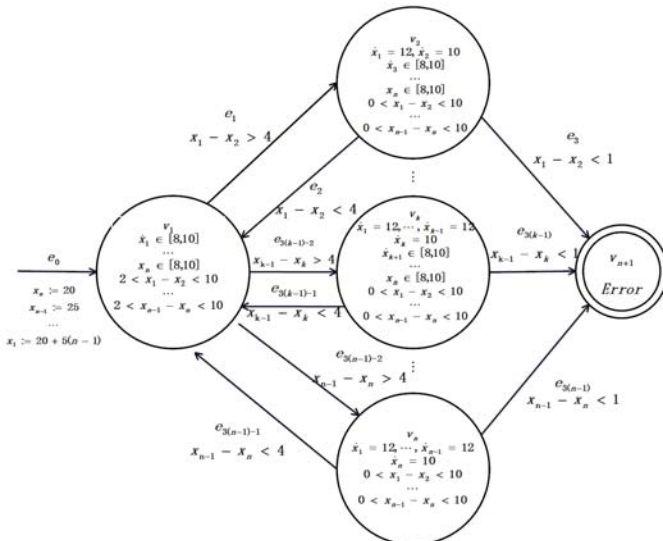 v₂
ẋ₁ = 12, ẋ₂ = 10
ẋ₃ ∈ [8,10]
...
xₙ ∈ [8,10]
0 < x₁ − x₂ < 10
...
0 < xₙ₋₁ − xₙ < 10
e₁
x₁ − x₂ > 4
e₃
x₁ − x₂ < 1
e₂
x₁ − x₂ < 4
v₁
ẋ₁ ∈ [8,10]
...
xₙ ∈ [8,10]
2 < x₁ − x₂ < 10
...
2 < xₙ₋₁ − xₙ < 10
e₀
xₙ := 20
xₙ₋₁ := 25
...
x₁ := 20 + 5(n − 1)
e₃₍ₖ₋₁₎₋₂
xₖ₋₁ − xₖ > 4
e₃₍ₖ₋₁₎₋₁
xₖ₋₁ − xₖ < 4
⋮
vₖ
ẋ₁ = 12, ⋯, ẋₖ₋₁ = 12
ẋₖ = 10
ẋₖ₊₁ ∈ [8,10]
...
xₙ ∈ [8,10]
0 < x₁ − x₂ < 10
...
0 < xₙ₋₁ − xₙ < 10
⋮
e₃₍ₖ₋₁₎
xₖ₋₁ − xₖ < 1
vₙ₊₁
Error
e₃₍ₙ₋₁₎₋₂
xₙ₋₁ − xₙ > 4
e₃₍ₙ₋₁₎₋₁
xₙ₋₁ − xₙ < 4
e₃₍ₙ₋₁₎
xₙ₋₁ − xₙ < 1
vₙ
ẋ₁ = 12, ⋯, ẋₙ₋₁ = 12
ẋₙ = 10
0 < x₁ − x₂ < 10
...
0 < xₙ₋₁ − xₙ < 10